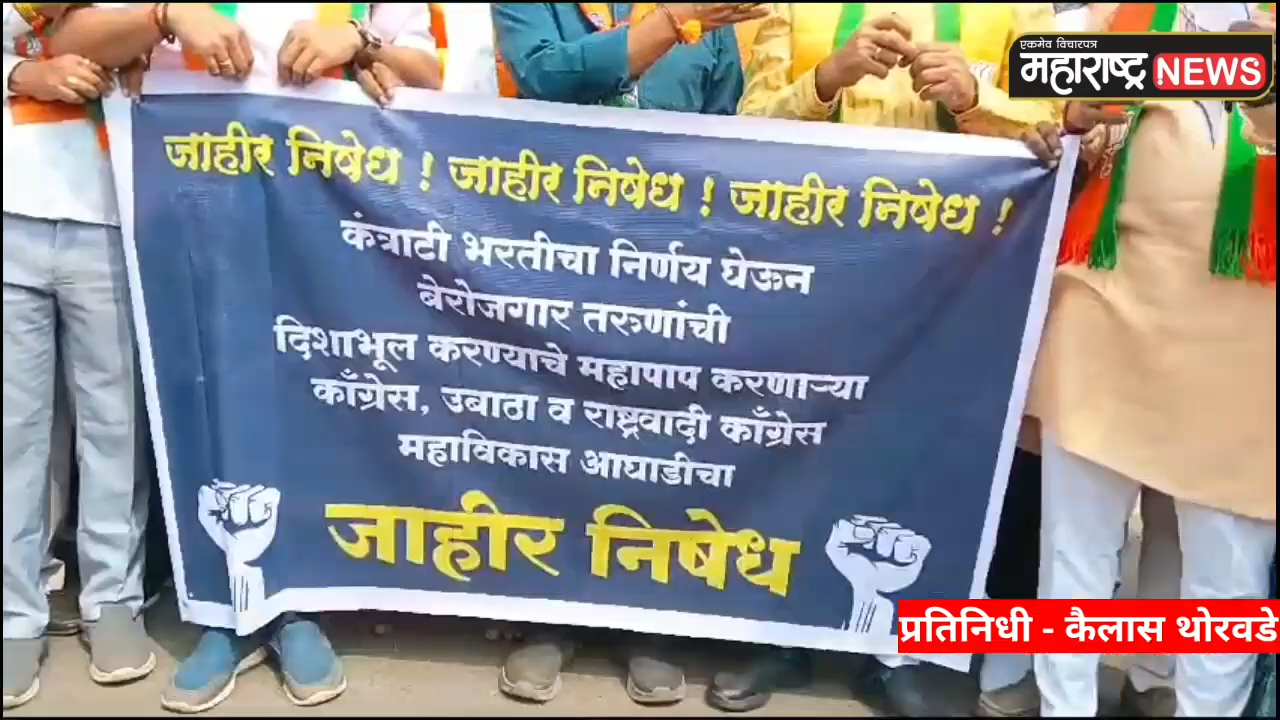 एकमेव विचारपत्र
महाराष्ट्र NEWS
जाहीर निषेध ! जाहीर निषेध ! जाहीर निषेध !
कंत्राटी भरतीचा निर्णय घेऊन
बेरोजगार तरुणांची
दिशाभूल करण्याचे महापाप करणाऱ्या
काँग्रेस, उबाठा व राष्ट्रवादी काँग्रेस
महाविकास आघाडीचा
जाहीर निषेध
प्रतिनिधी - कैलास थोरवडे